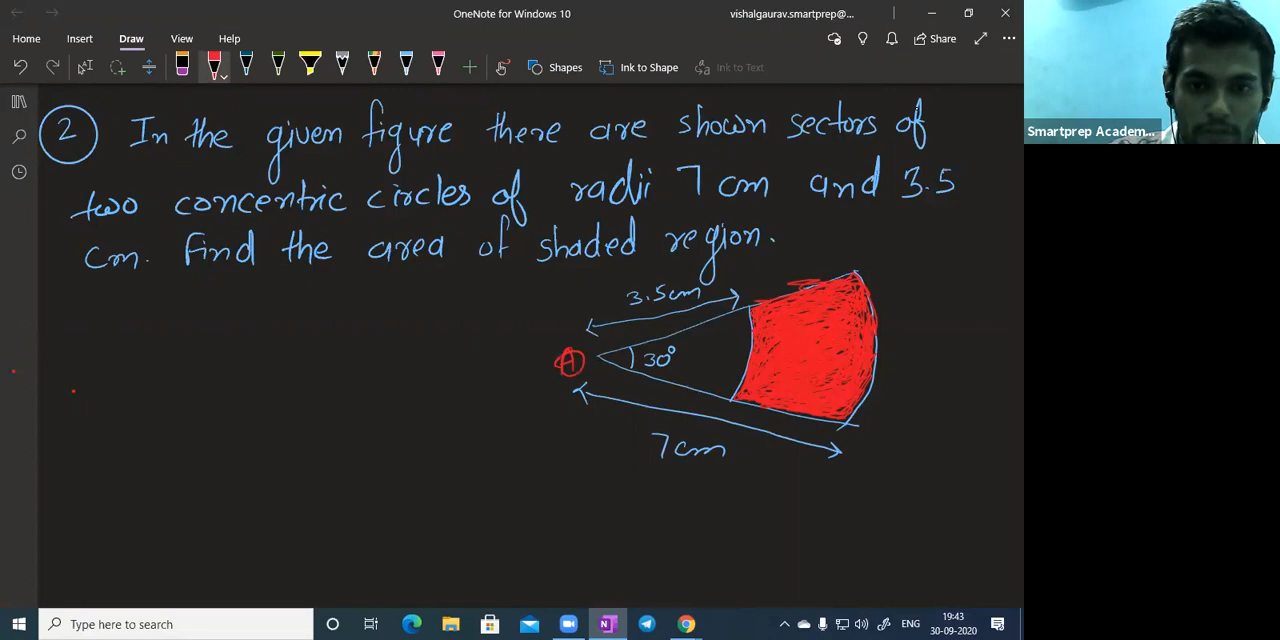 OneNote for Windows 10
vishalgaurav.smartprep@...
Home Insert Draw View Help
Share
Shapes Ink to Shape Ink to Text
Smartprep Academ...
2 In the given figure there are shown sectors of
two concentric circles of radii 7 cm and 3.5
cm. Find the area of shaded region.
3.5cm
A 30°
7cm
Type here to search
ENG
19:43
30-09-2020